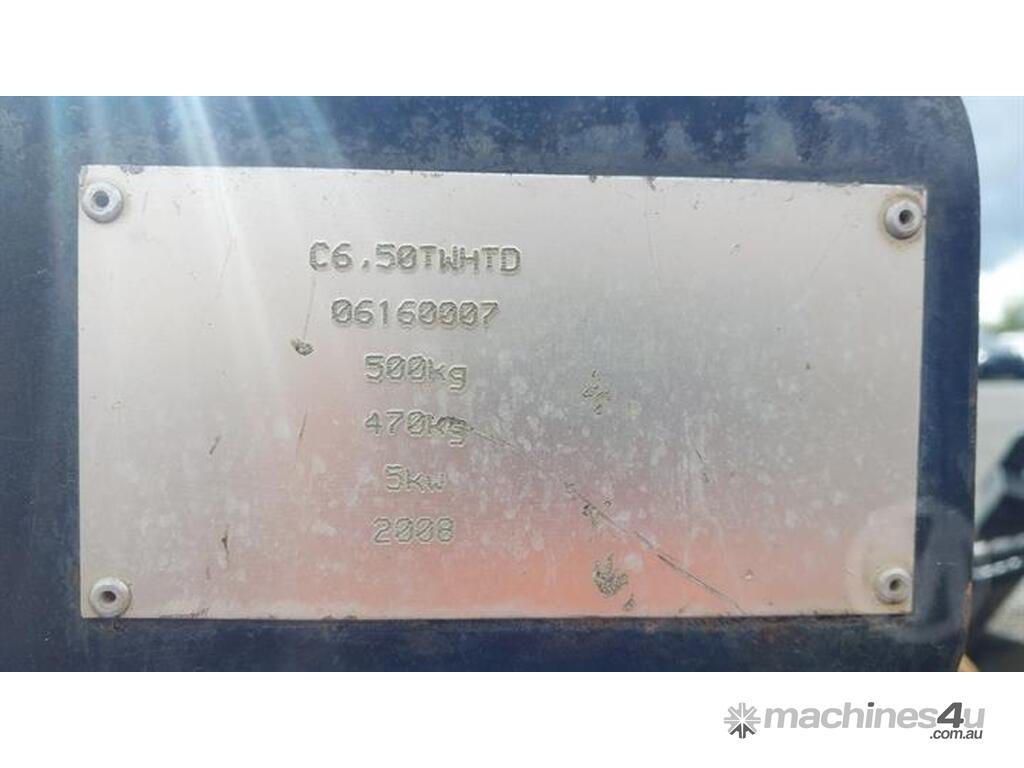 C6.50TWHTD
06160007
500kg
470Kg
5kw
2008
machines4u
.com.au